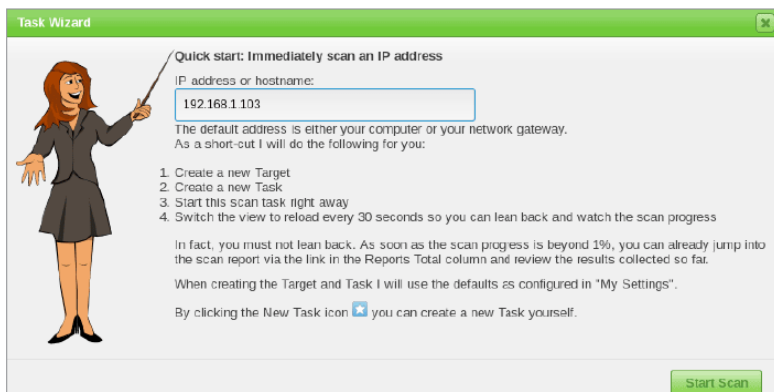 Task Wizard
Quick start: Immediately scan an IP address
IP address or hostname:
192.168.1.103
The default address is either your computer or your network gateway.
As a short-cut I will do the following for you:
1. Create a new Target
2. Create a new Task
3. Start this scan task right away
4. Switch the view to reload every 30 seconds so you can lean back and watch the scan progress
In fact, you must not lean back. As soon as the scan progress is beyond 1%, you can already jump into
the scan report via the link in the Reports Total column and review the results collected so far.
When creating the Target and Task I will use the defaults as configured in "My Settings".
By clicking the New Task icon you can create a new Task yourself.
Start Scan